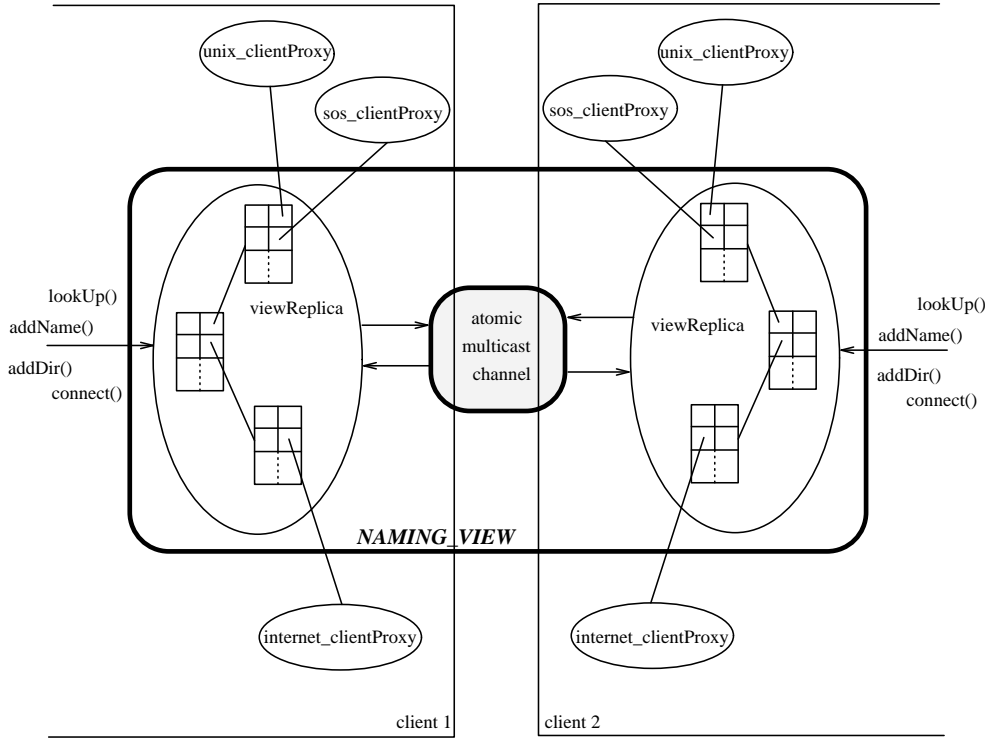 unix_clientProxy
sos_clientProxy
unix_clientProxy
sos_clientProxy
lookUp()
addName()
addDir()
connect()
viewReplica
atomic
multicast
channel
viewReplica
lookUp()
addName()
addDir()
connect()
NAMING_VIEW
internet_clientProxy
internet_clientProxy
client 1
client 2